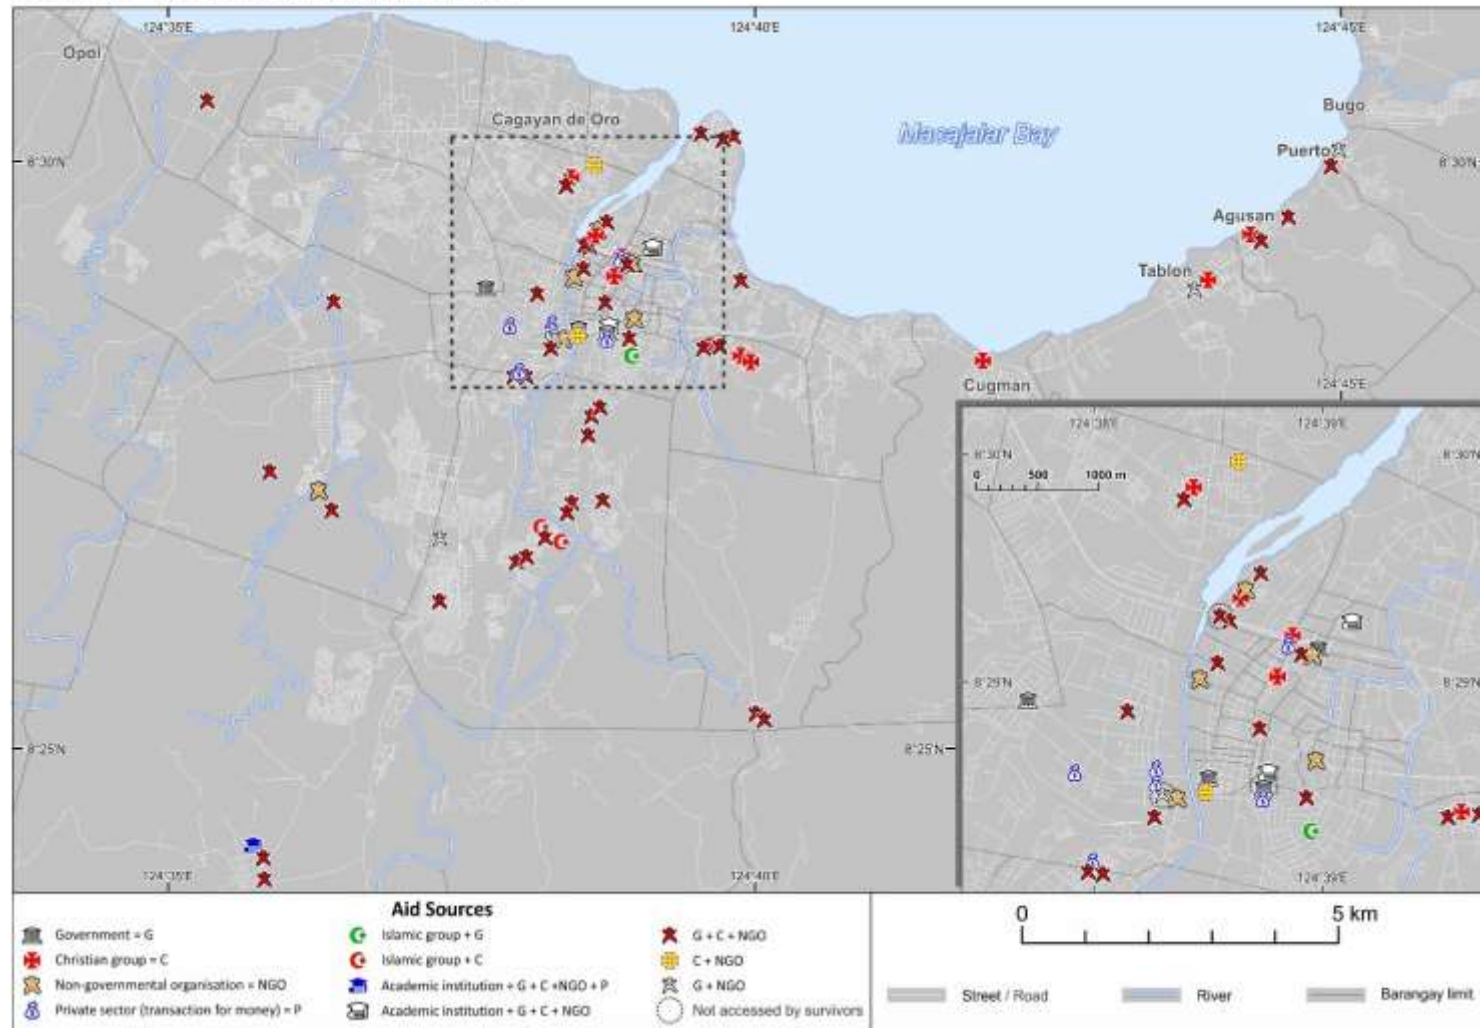 124°35'E
124°40'E
124°45'E
Opol
Cagayan de Oro
Macajalar Bay
Bugo
Puerto
8°30'N
8°30'N
Agusan
Tablon
Cugman
124°45'E
124°38'E
124°39'E
8°30'N
8°30'N
0 500 1000 m
8°29'N
8°29'N
8°25'N
8°25'N
124°35'E
124°40'E
124°39'E
Aid Sources
Government = G
Christian group = C
Non-governmental organisation = NGO
Private sector (transaction for money) = P
Islamic group + G
Islamic group + C
Academic institution + G + C +NGO + P
Academic institution + G + C + NGO
G + C + NGO
C + NGO
G + NGO
Not accessed by survivors
0 5 km
Street / Road
River
Barangay limit